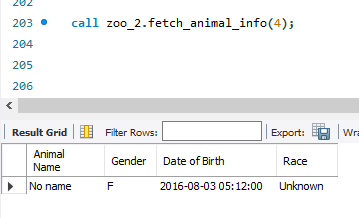 202
203 call zoo_2.fetch_animal_info(4);
204
205
206
Result Grid Filter Rows: Export: Wra
Animal Name Gender Date of Birth Race
No name F 2016-08-03 05:12:00 Unknown